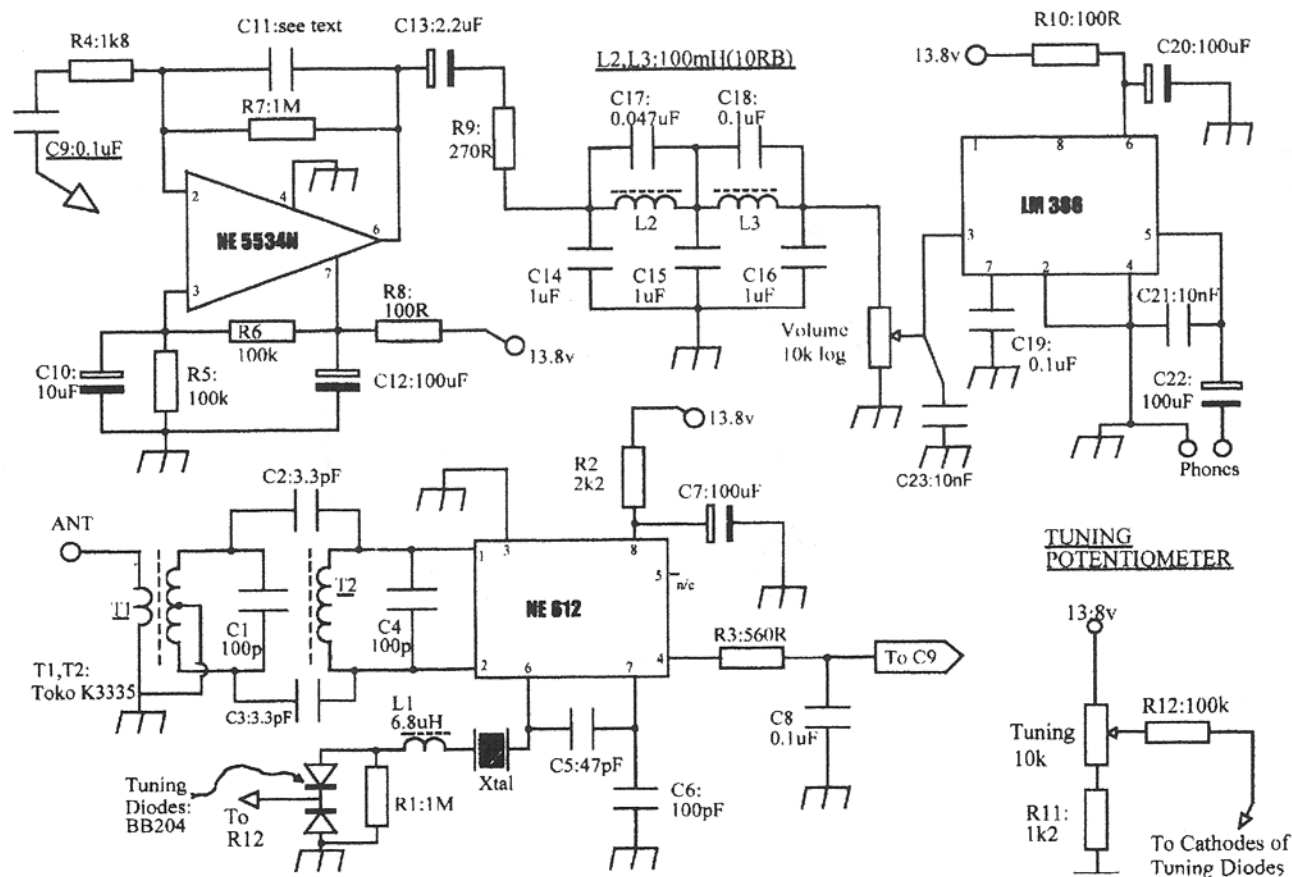 R4:1k8
C11:see text
C13:2.2uF
R7:1M
C9:0.1uF
2
4
NE 5534N
6
7
3
R6
100k
R8:
100R
13.8v
C10:
10uF
R5:
100k
C12:100uF
R9:
270R
L2,L3:100mH(10RB)
C17:
0.047uF
C18:
0.1uF
L2
L3
C14
1uF
C15
1uF
C16
1uF
Volume
10k log
R10:100R
13.8v
C20:100uF
1
8
6
LM 386
3
5
7
2
4
C19:
0.1uF
C21:10nF
C22:
100uF
C23:10nF
Phones
ANT
C2:3.3pF
T1
C1
100p
T2
C4
100p
T1,T2:
Toko K3335
C3:3.3pF
13.8v
R2
2k2
C7:100uF
1
3
8
5
n/c
NE 612
2
6
7
4
R3:560R
To C9
C8
0.1uF
L1
6.8uH
Xtal
C5:47pF
C6:
100pF
R1:1M
Tuning
Diodes:
BB204
To
R12
TUNING
POTENTIOMETER
13.8v
R12:100k
Tuning
10k
R11:
1k2
To Cathodes of
Tuning Diodes